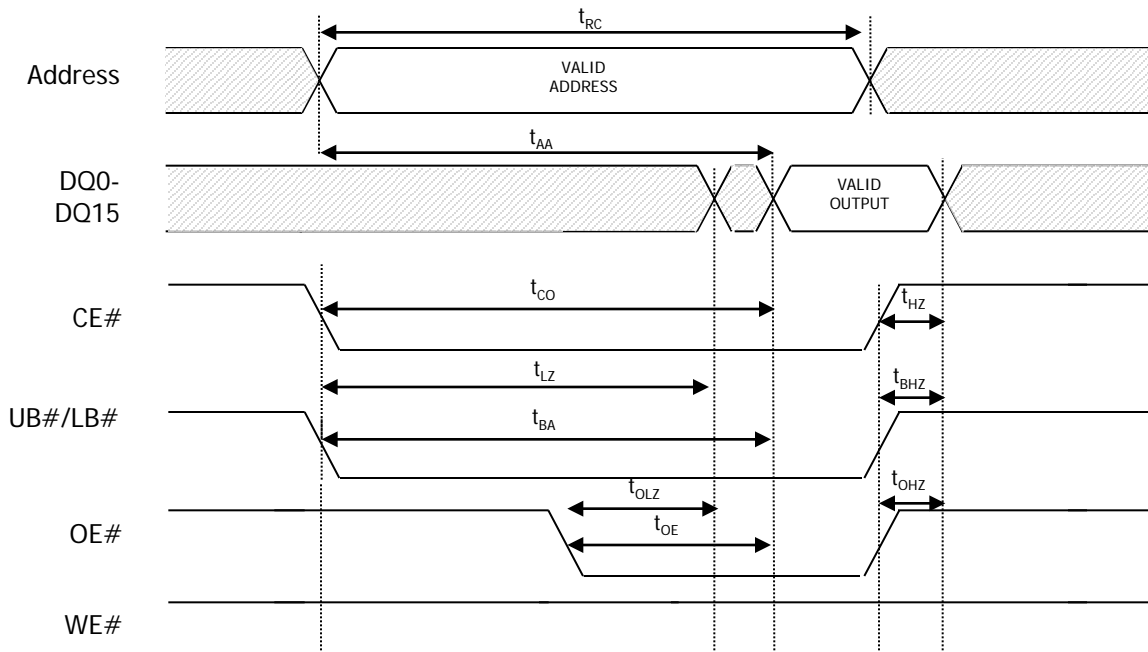 tRC
Address
VALID
ADDRESS
tAA
DQ0-
DQ15
VALID
OUTPUT
tCO
CE#
tHZ
tLZ
tBHZ
UB#/LB#
tBA
tOLZ
tOHZ
OE#
tOE
WE#